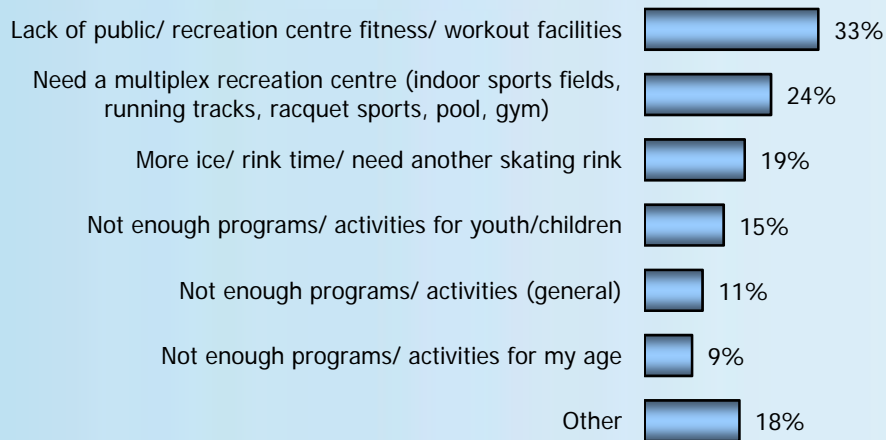 Lack of public/ recreation centre fitness/ workout facilities 33%
Need a multiplex recreation centre (indoor sports fields,
running tracks, racquet sports, pool, gym) 24%
More ice/ rink time/ need another skating rink 19%
Not enough programs/ activities for youth/children 15%
Not enough programs/ activities (general) 11%
Not enough programs/ activities for my age 9%
Other 18%